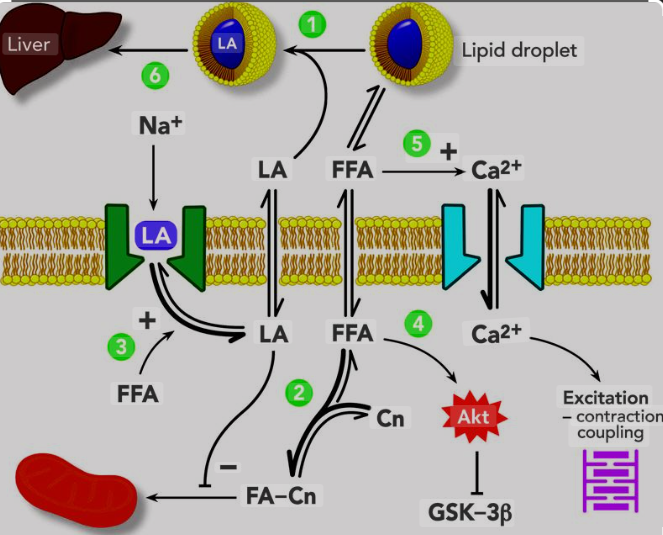 1
Liver
LA
Lipid droplet
6
Na⁺
5
+
LA
FFA
Ca²⁺
LA
+
3
LA
FFA
4
Ca²⁺
FFA
2
Cn
Akt
Excitation
– contraction
coupling
–
FA–Cn
GSK–3β